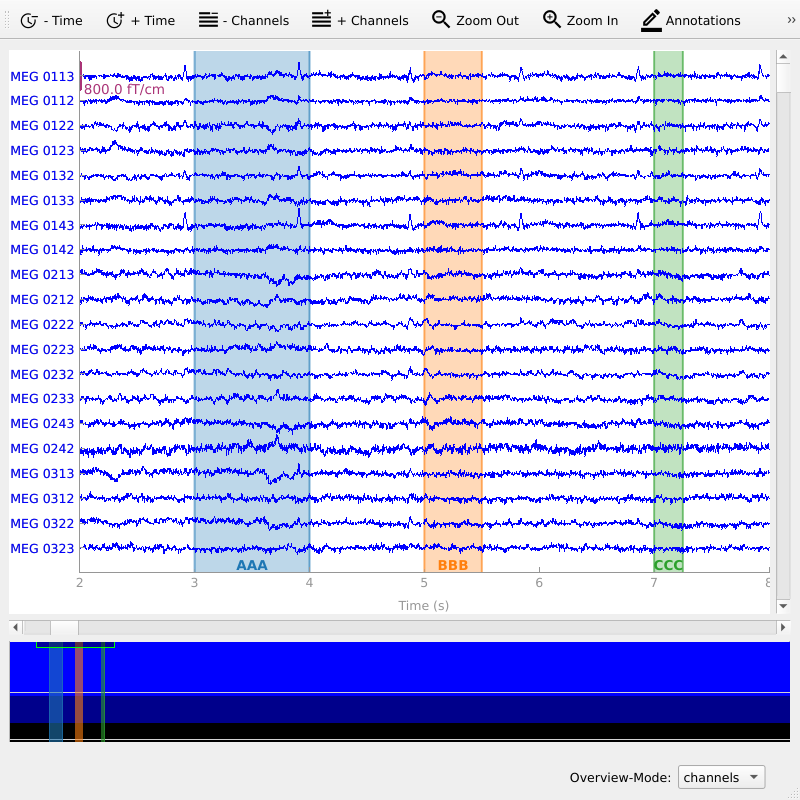 - Time + Time - Channels + Channels Zoom Out Zoom In Annotations »
MEG 0113
800.0 fT/cm
MEG 0112
MEG 0122
MEG 0123
MEG 0132
MEG 0133
MEG 0143
MEG 0142
MEG 0213
MEG 0212
MEG 0222
MEG 0223
MEG 0232
MEG 0233
MEG 0243
MEG 0242
MEG 0313
MEG 0312
MEG 0322
MEG 0323
AAA BBB CCC
2 3 4 5 6 7 8
Time (s)
Overview-Mode: channels